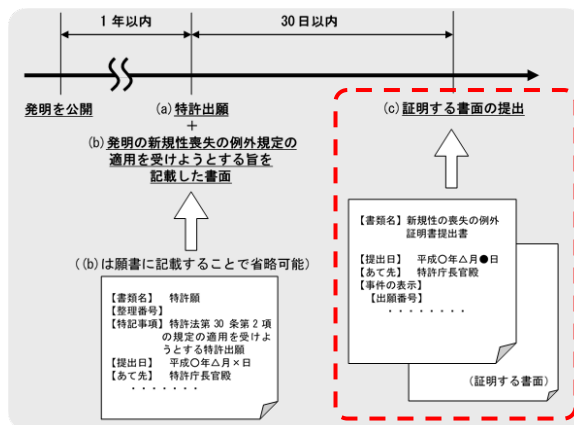 1年以内
30日以内
発明を公開
(a)特許出願
+
(b)発明の新規性喪失の例外規定の
適用を受けようとする旨を
記載した書面
(c)証明する書面の提出
((b)は願書に記載することで省略可能)
【書類名】 特許願
【整理番号】
【特記事項】特許法第30条第2項
の規定の適用を受けよ
うとする特許出願
【提出日】 平成○年△月×日
【あて先】 特許庁長官殿
・・・・・・・
【書類名】新規性の喪失の例外
証明書提出書
【提出日】 平成○年△月●日
【あて先】 特許庁長官殿
【事件の表示】
【出願番号】
・・・・・・・・
(証明する書面)